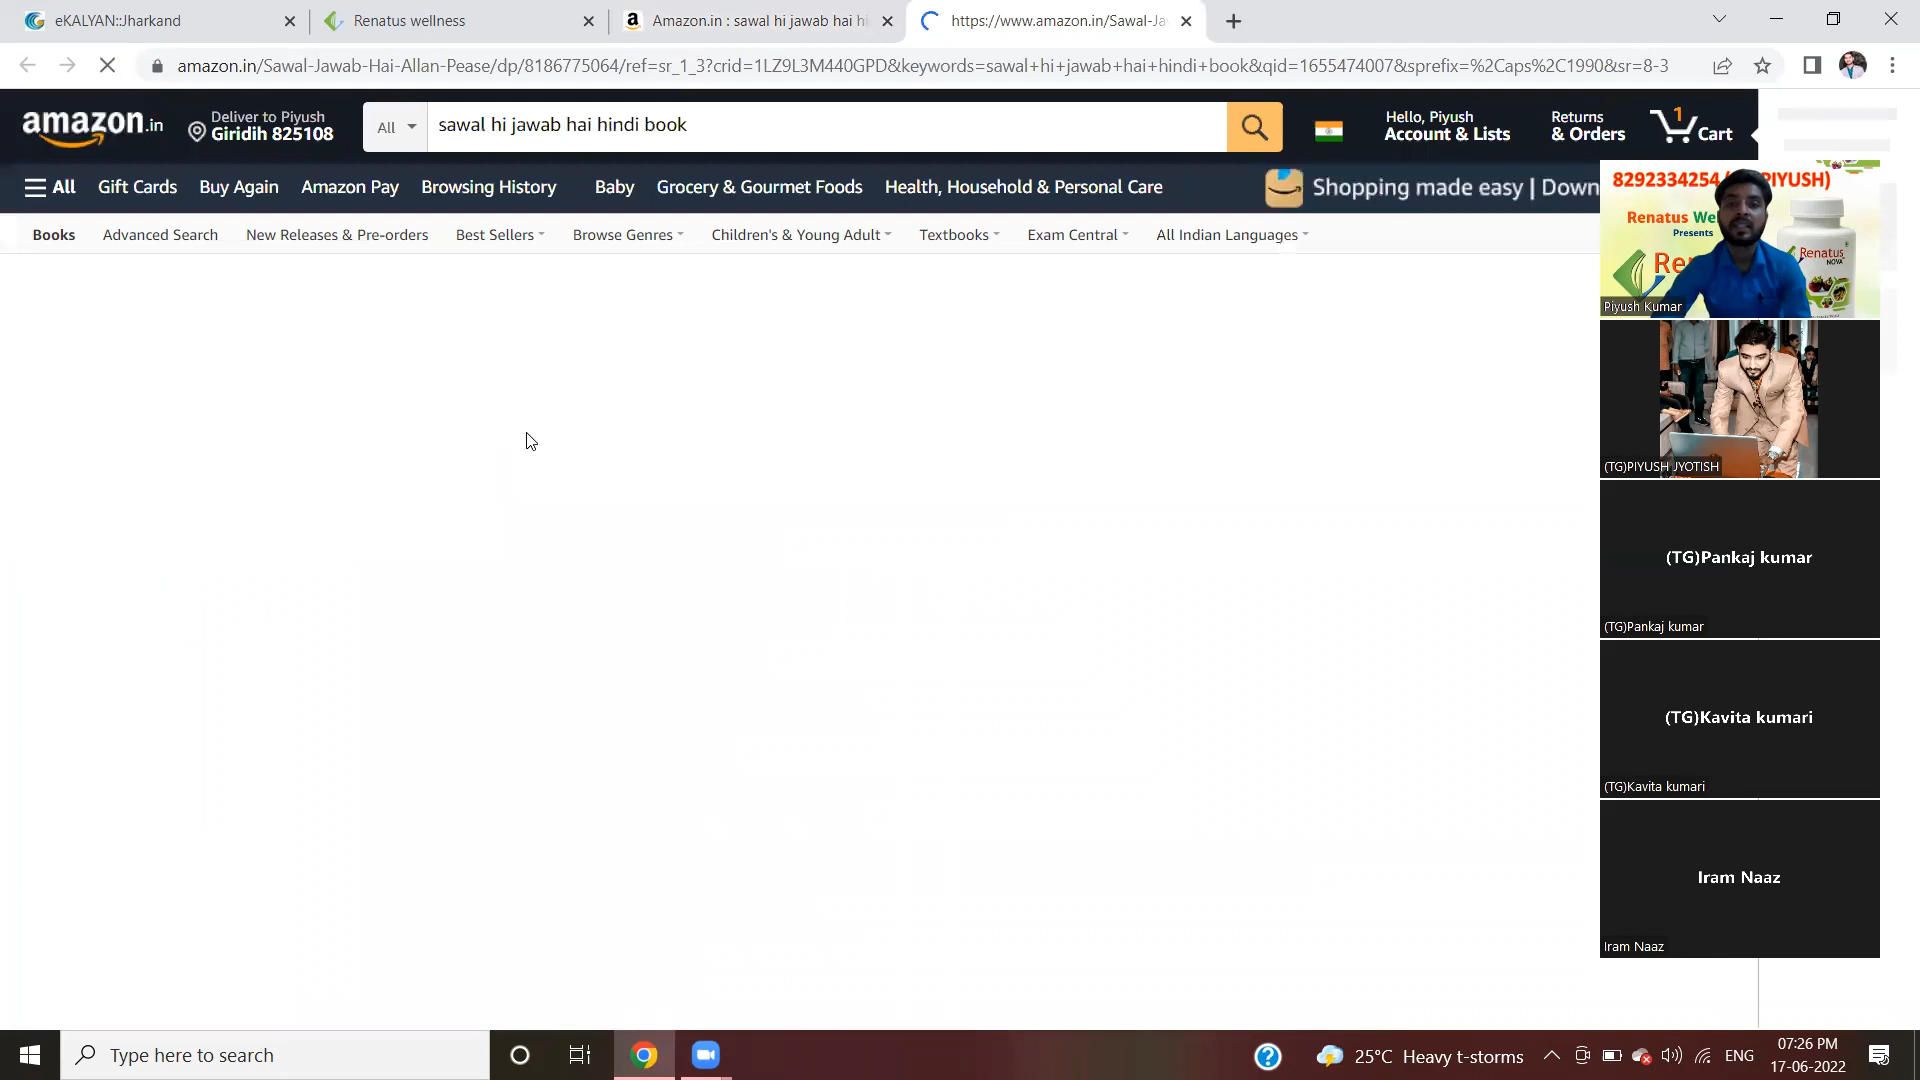 eKALYAN::Jharkand
Renatus wellness
Amazon.in : sawal hi jawab hai hi
https://www.amazon.in/Sawal-Ja
amazon.in/Sawal-Jawab-Hai-Allan-Pease/dp/8186775064/ref=sr_1_3?crid=1LZ9L3M440GPD&keywords=sawal+hi+jawab+hai+hindi+book&qid=1655474007&sprefix=%2Caps%2C1990&sr=8-3
amazon.in
Deliver to Piyush
Giridih 825108
All
sawal hi jawab hai hindi book
Hello, Piyush
Account & Lists
Returns
& Orders
1
Cart
All
Gift Cards
Buy Again
Amazon Pay
Browsing History
Baby
Grocery & Gourmet Foods
Health, Household & Personal Care
Shopping made easy | Down
Books
Advanced Search
New Releases & Pre-orders
Best Sellers
Browse Genres
Children's & Young Adult
Textbooks
Exam Central
All Indian Languages
8292334254 PIYUSH)
Renatus We
Presents
Re
Renatus
NOVA
Piyush Kumar
(TG)PIYUSH JYOTISH
(TG)Pankaj kumar
(TG)Pankaj kumar
(TG)Kavita kumari
(TG)Kavita kumari
Iram Naaz
Iram Naaz
Type here to search
25°C Heavy t-storms
ENG
07:26 PM
17-06-2022